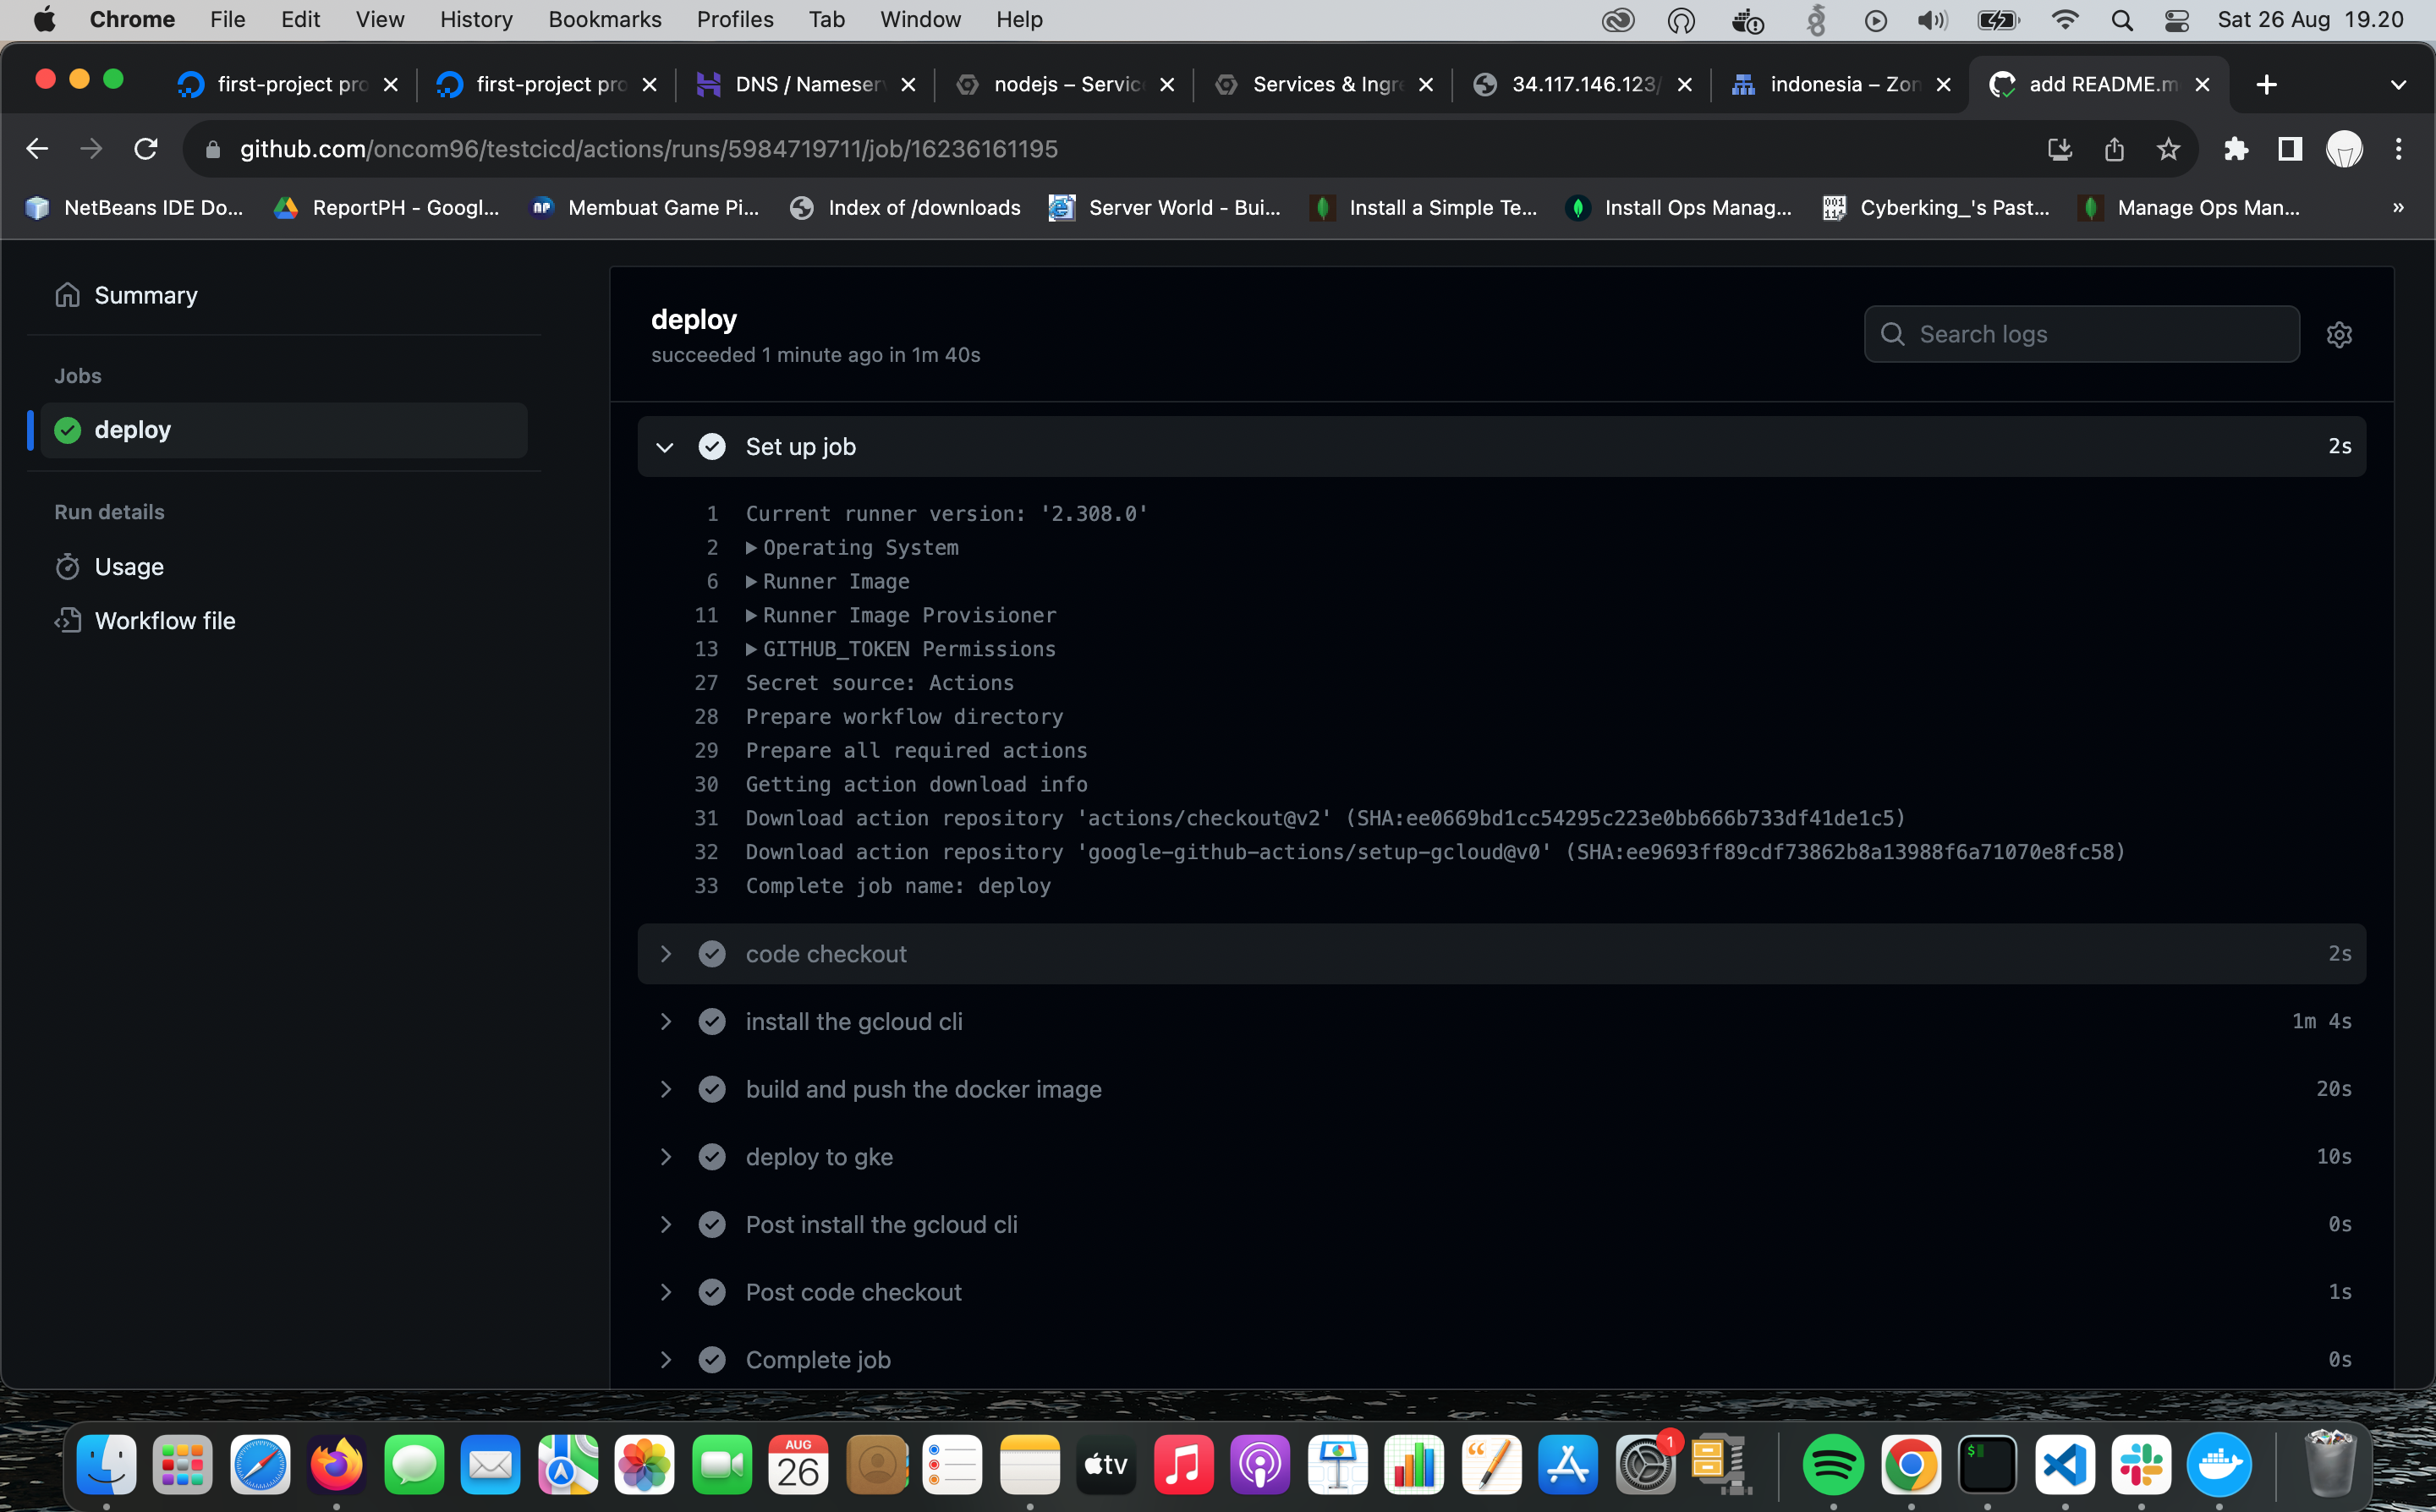 Chrome File Edit View History Bookmarks Profiles Tab Window Help Sat 26 Aug 19.20
first-project pro first-project pro DNS / Nameser nodejs – Servic Services & Ingre 34.117.146.123/ indonesia – Zon add README.m
github.com/oncom96/testcicd/actions/runs/5984719711/job/16236161195
NetBeans IDE Do... ReportPH - Googl... Membuat Game Pi... Index of /downloads Server World - Bui... Install a Simple Te... Install Ops Manag... Cyberking_'s Past... Manage Ops Man... »
Summary
Jobs
deploy
Run details
Usage
Workflow file
deploy
succeeded 1 minute ago in 1m 40s
Search logs
Set up job 2s
1 Current runner version: '2.308.0'
2 Operating System
6 Runner Image
11 Runner Image Provisioner
13 GITHUB_TOKEN Permissions
27 Secret source: Actions
28 Prepare workflow directory
29 Prepare all required actions
30 Getting action download info
31 Download action repository 'actions/checkout@v2' (SHA:ee0669bd1cc54295c223e0bb666b733df41de1c5)
32 Download action repository 'google-github-actions/setup-gcloud@v0' (SHA:ee9693ff89cdf73862b8a13988f6a71070e8fc58)
33 Complete job name: deploy
code checkout 2s
install the gcloud cli 1m 4s
build and push the docker image 20s
deploy to gke 10s
Post install the gcloud cli 0s
Post code checkout 1s
Complete job 0s
AUG
26
tv
1